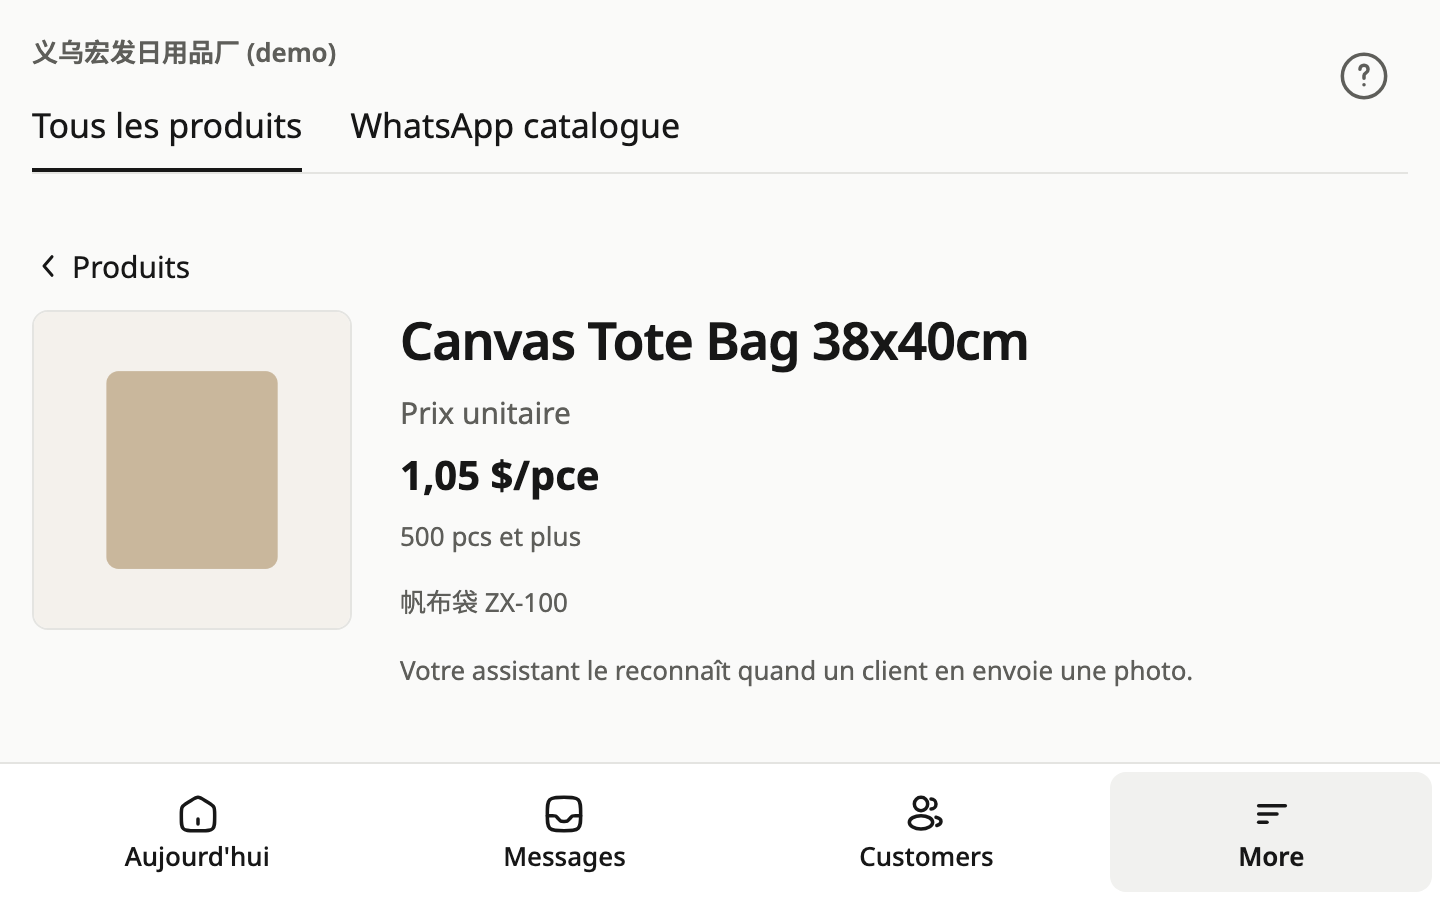 义乌宏发日用品厂 (demo)
?
Tous les produits
WhatsApp catalogue
Produits
Canvas Tote Bag 38x40cm
Prix unitaire
1,05 $/pce
500 pcs et plus
帆布袋 ZX-100
Votre assistant le reconnaît quand un client en envoie une photo.
Aujourd'hui
Messages
Customers
More